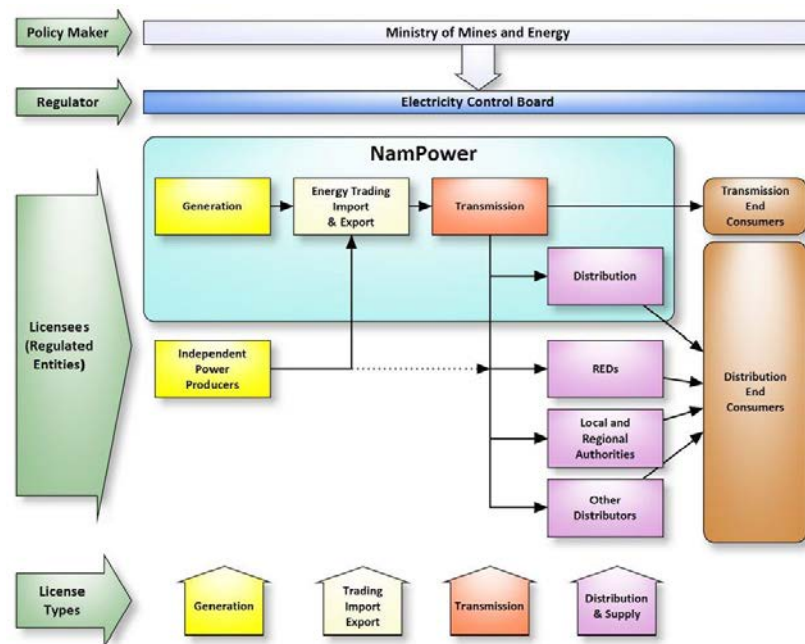 Policy Maker
Ministry of Mines and Energy
Regulator
Electricity Control Board
NamPower
Generation
Energy Trading
Import
& Export
Transmission
Transmission
End
Consumers
Distribution
Licensees
(Regulated
Entities)
Independent
Power
Producers
REDs
Distribution
End
Consumers
Local and
Regional
Authorities
Other
Distributors
License
Types
Generation
Trading
Import
Export
Transmission
Distribution
& Supply